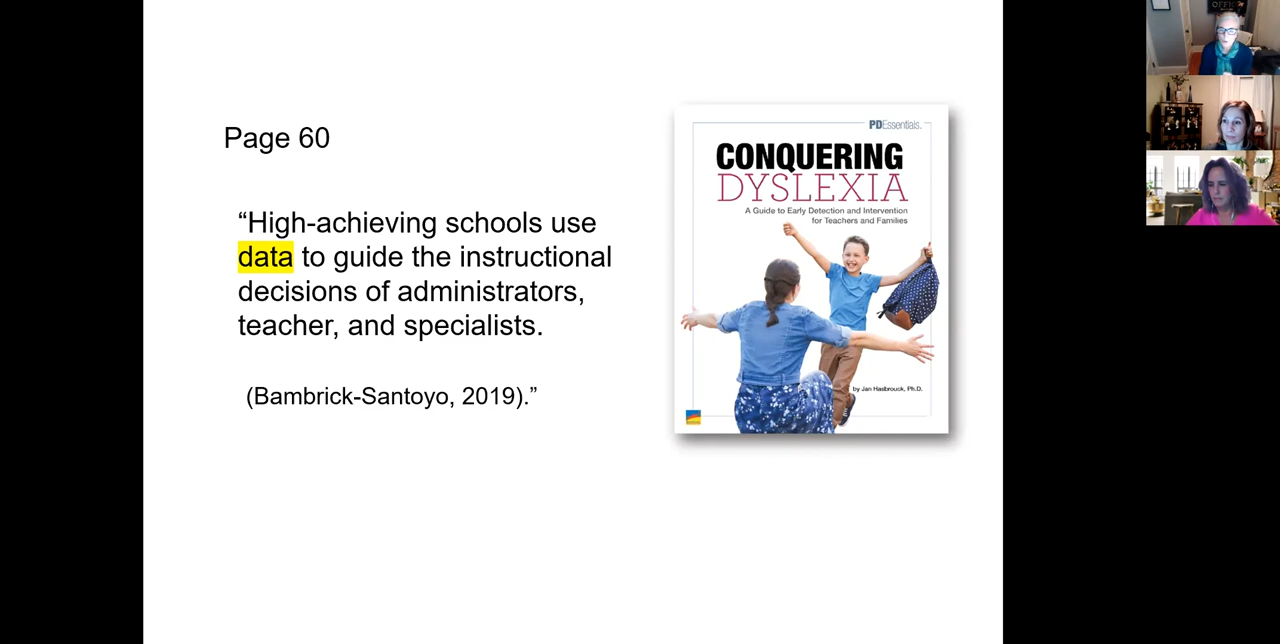 Page 60
“High-achieving schools use
data to guide the instructional
decisions of administrators,
teacher, and specialists.
(Bambrick-Santoyo, 2019).”
PDEssentials.
CONQUERING
DYSLEXIA
A Guide to Early Detection and Intervention
for Teachers and Families
by Jan Hasbrouck, Ph.D.